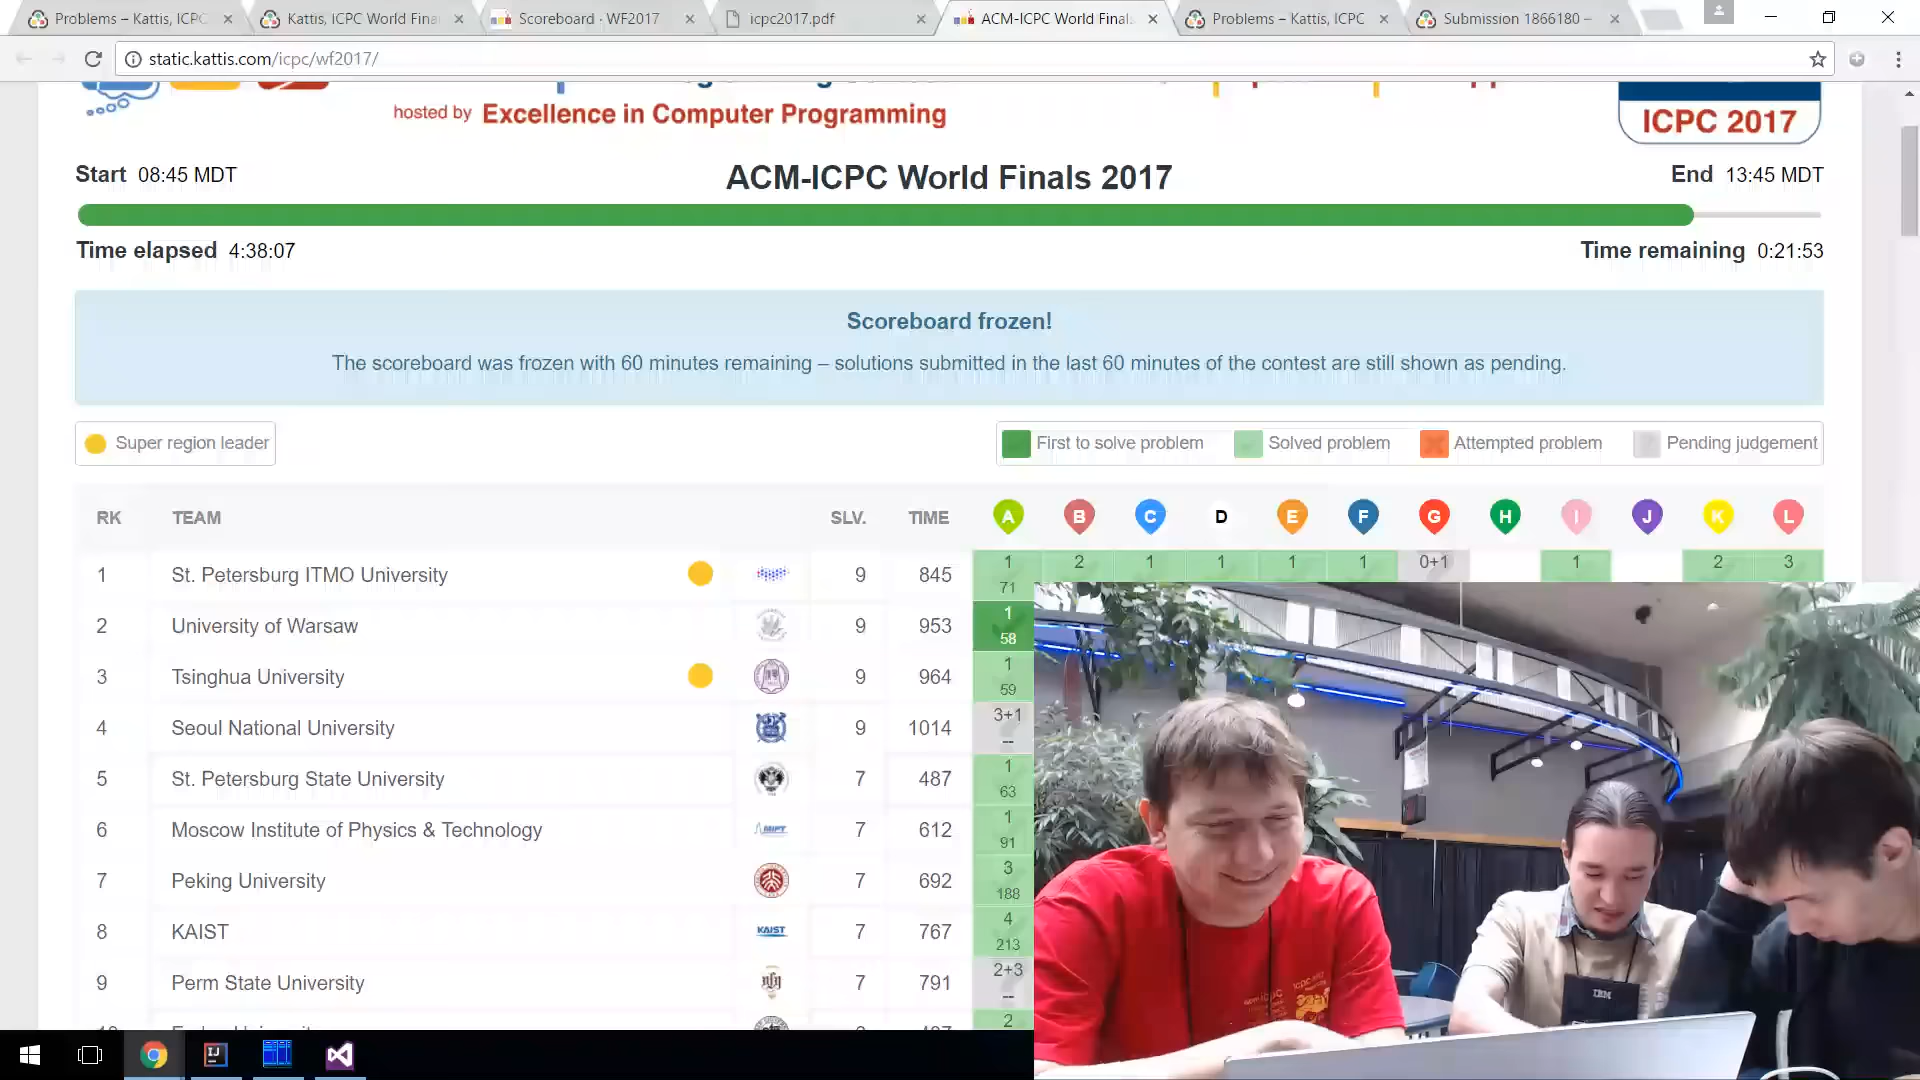 Problems – Kattis, ICPC
Kattis, ICPC World Fina
Scoreboard · WF2017
icpc2017.pdf
ACM-ICPC World Finals
Problems – Kattis, ICPC
Submission 1866180 –
static.kattis.com/icpc/wf2017/
hosted by Excellence in Computer Programming
ICPC 2017
Start 08:45 MDT
ACM-ICPC World Finals 2017
End 13:45 MDT
Time elapsed 4:38:07
Time remaining 0:21:53
Scoreboard frozen!
The scoreboard was frozen with 60 minutes remaining – solutions submitted in the last 60 minutes of the contest are still shown as pending.
Super region leader
First to solve problem
Solved problem
Attempted problem
Pending judgement
RK TEAM SLV. TIME A B C D E F G H I J K L
1 St. Petersburg ITMO University 9 845 1 2 1 1 1 1 0+1 1 2 3
71
2 University of Warsaw 9 953 1
58
3 Tsinghua University 9 964 1
59
4 Seoul National University 9 1014 3+1
--
5 St. Petersburg State University 7 487 1
63
6 Moscow Institute of Physics & Technology MIPT 7 612 1
91
7 Peking University 7 692 3
188
8 KAIST KAIST 7 767 4
213
9 Perm State University 7 791 2+3
--
2
IBM
IJ